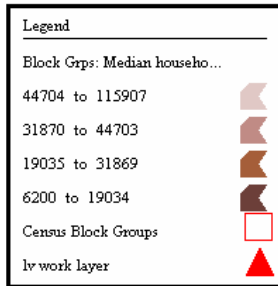 Legend
Block Grps: Median househo...
44704 to 115907
31870 to 44703
19035 to 31869
6200 to 19034
Census Block Groups
lv work layer